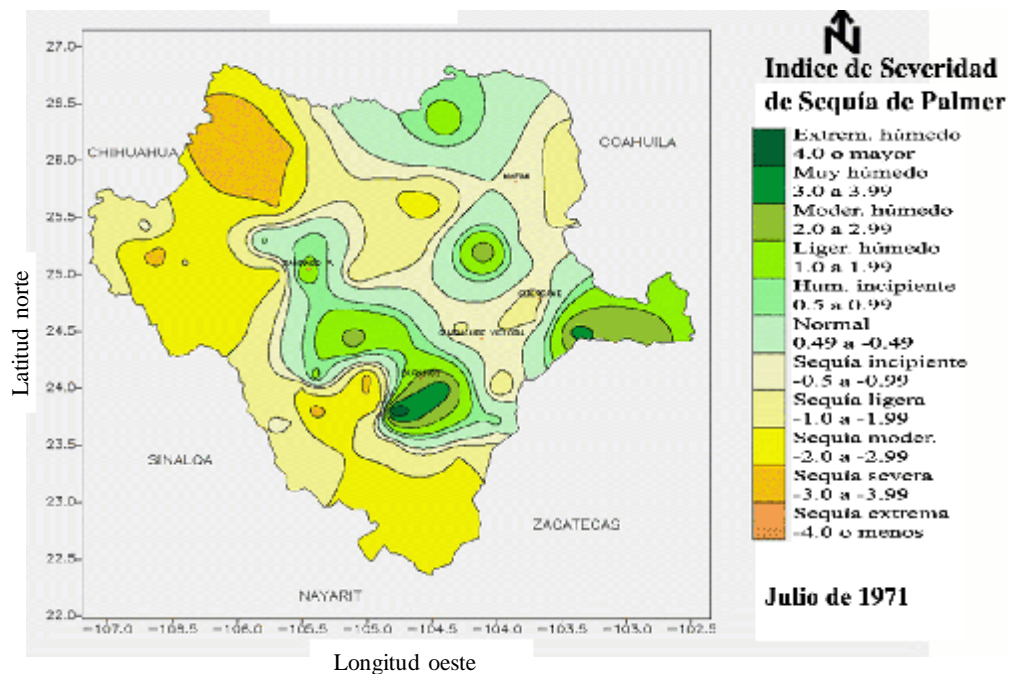 N
Indice de Severidad
de Sequía de Palmer
Extrem. húmedo
4.0 o mayor
Muy húmedo
3.0 a 3.99
Moder. húmedo
2.0 a 2.99
Liger. húmedo
1.0 a 1.99
Hum. incipiente
0.5 a 0.99
Normal
0.49 a -0.49
Sequía incipiente
-0.5 a -0.99
Sequía ligera
-1.0 a -1.99
Sequía moder.
-2.0 a -2.99
Sequía severa
-3.0 a -3.99
Sequía extrema
-4.0 o menos
Julio de 1971
Latitud norte
27.0
26.5
26.0
25.5
25.0
24.5
24.0
23.5
23.0
22.5
22.0
CHIHUAHUA
COAHUILA
SINALOA
ZACATECAS
NAYARIT
DURANGO
-107.0 -106.5 -106.0 -105.5 -105.0 -104.5 -104.0 -103.5 -103.0 -102.5
Longitud oeste